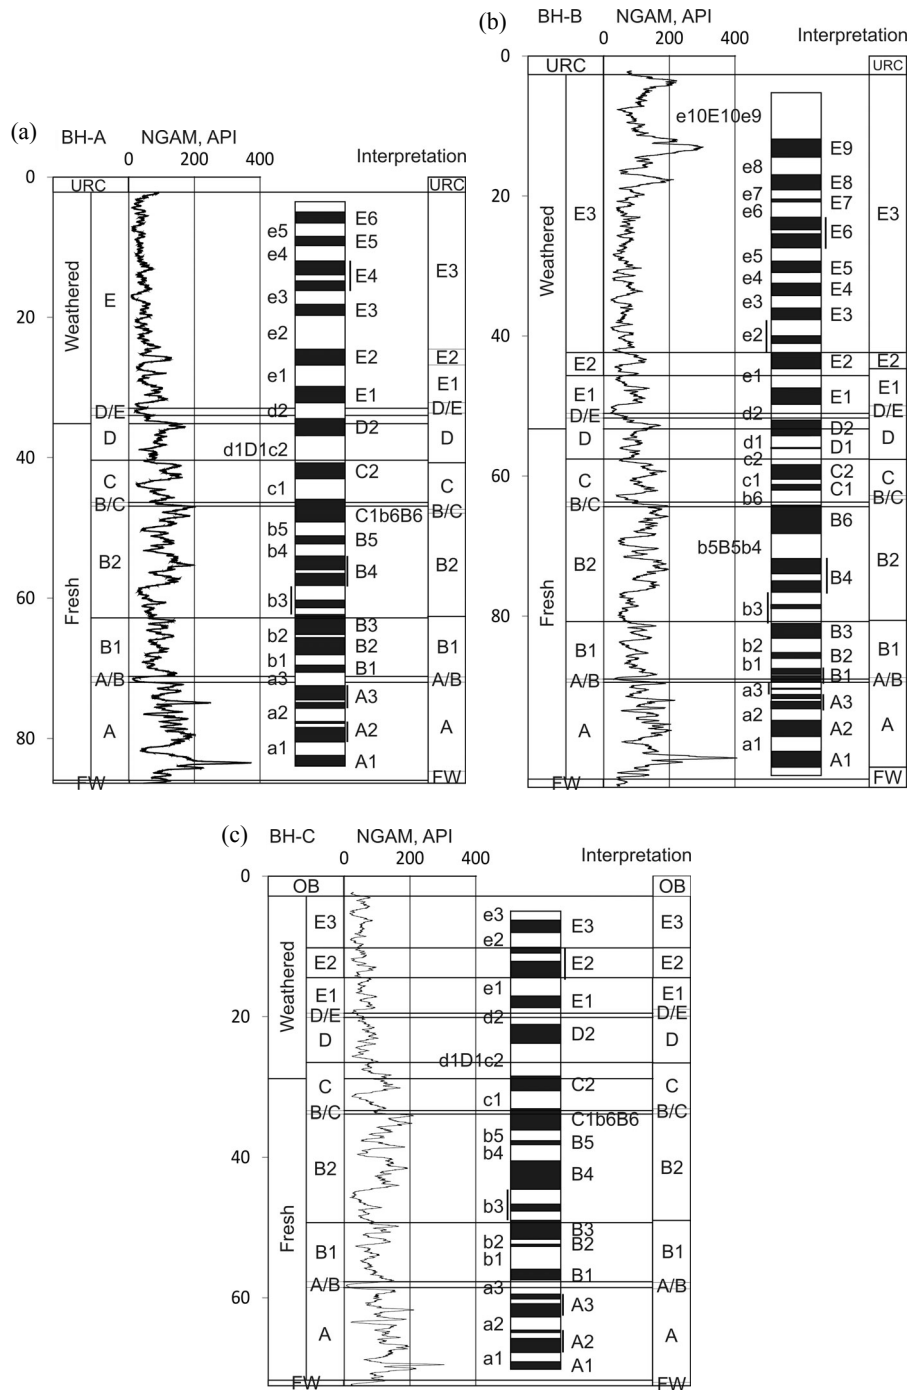 (a)
BH-A NGAM, API
0 200 400 Interpretation
0
URC URC
E6
e5
E5
e4
E4
Weathered
E
E3
e3
E3
20
e2
E2 E2
e1
E1
E1
D/E d2 D/E
D D2 D
d1D1c2
40
C2
C c1 C
B/C C1b6B6 B/C
b5
B5
b4
B2 B4 B2
Fresh
60 b3
B3
b2
B1 B2 B1
b1
B1
A/B a3 A/B
A3
a2
A A2 A
80
a1
A1
FW FW
(b)
BH-B NGAM, API
0 200 400 Interpretation
0
URC URC
e10E10e9
E9
e8
E8
e7
20 E7
e6
E3 E6 E3
Weathered
e5
E5
e4
E4
e3
E3
40 e2
E2 E2 E2
e1
E1 E1 E1
D/E d2 D/E
D2
D d1 D1 D
c2
60 C2
C c1 C1 C
B/C b6 B/C
B6
b5B5b4
B2 B4 B2
Fresh
b3
80
B3
B1 b2 B2 B1
b1
B1
A/B a3 A/B
A3
a2
A A2 A
a1
A1
FW FW
(c)
BH-C NGAM, API
0 200 400 Interpretation
0
OB OB
e3
E3 E3 E3
e2
E2 E2 E2
Weathered
e1
E1 E1 E1
20 D/E d2 D/E
D D2 D
d1D1c2
C C2 C
c1
B/C C1b6B6 B/C
b5
B5
40 b4
B2 B4 B2
b3
Fresh
B3
b2 B2
B1 b1 B1
B1
A/B a3 A/B
60 A3
a2
A A2 A
a1
A1
FW FW